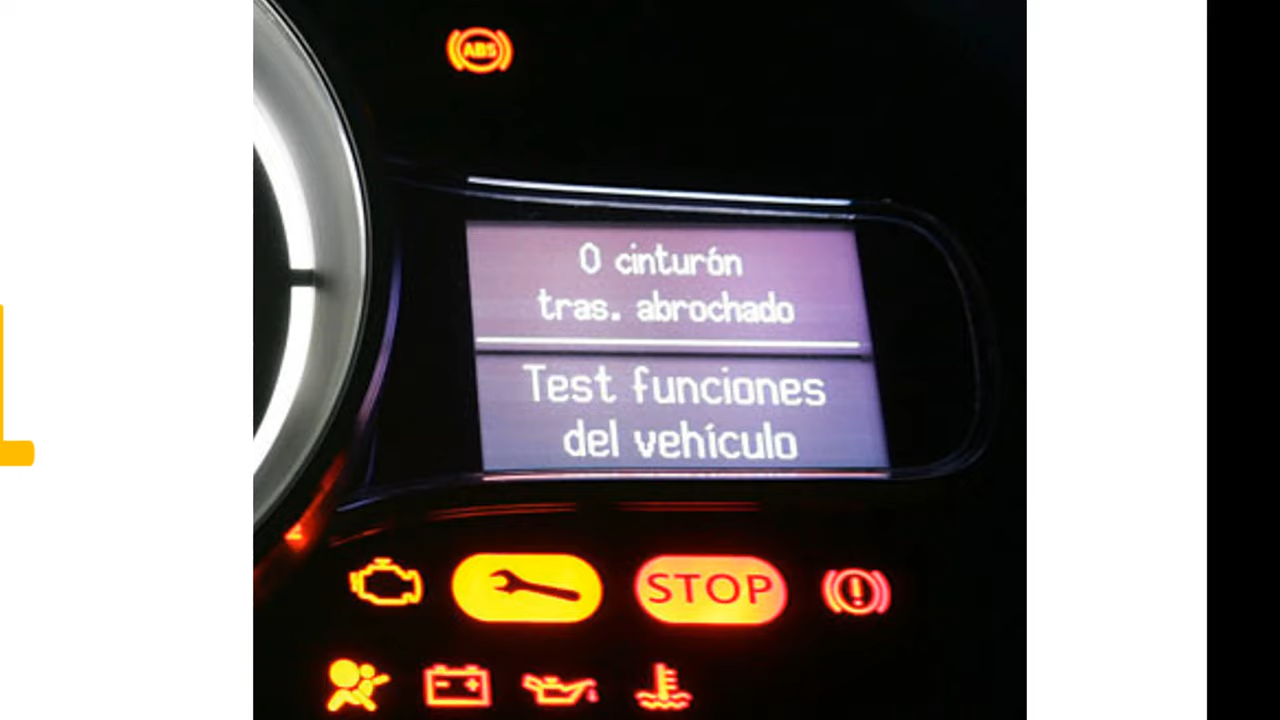 ABS
0 cinturón
tras. abrochado
Test funciones
del vehículo
STOP